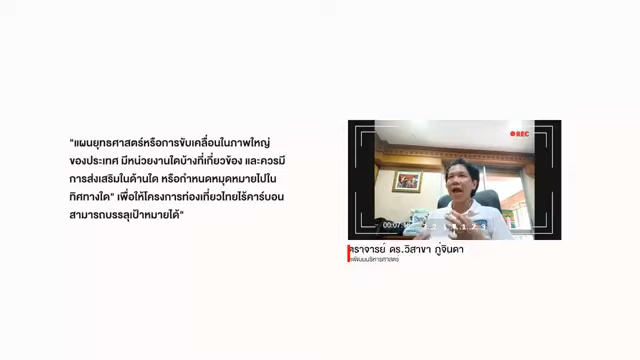 “แผนยุทธศาสตร์หรือการขับเคลื่อนในภาพใหญ่
ของประเทศ มีหน่วยงานใดบ้างที่เกี่ยวข้อง และควรมี
การส่งเสริมในด้านใด หรือกำหนดหมุดหมายไปใน
ทิศทางใด” เพื่อให้โครงการท่องเที่ยวไทยไร้คาร์บอน
สามารถบรรลุเป้าหมายได้“
REC
ตราจารย์ ดร.วิสาขา ภู่จินดา